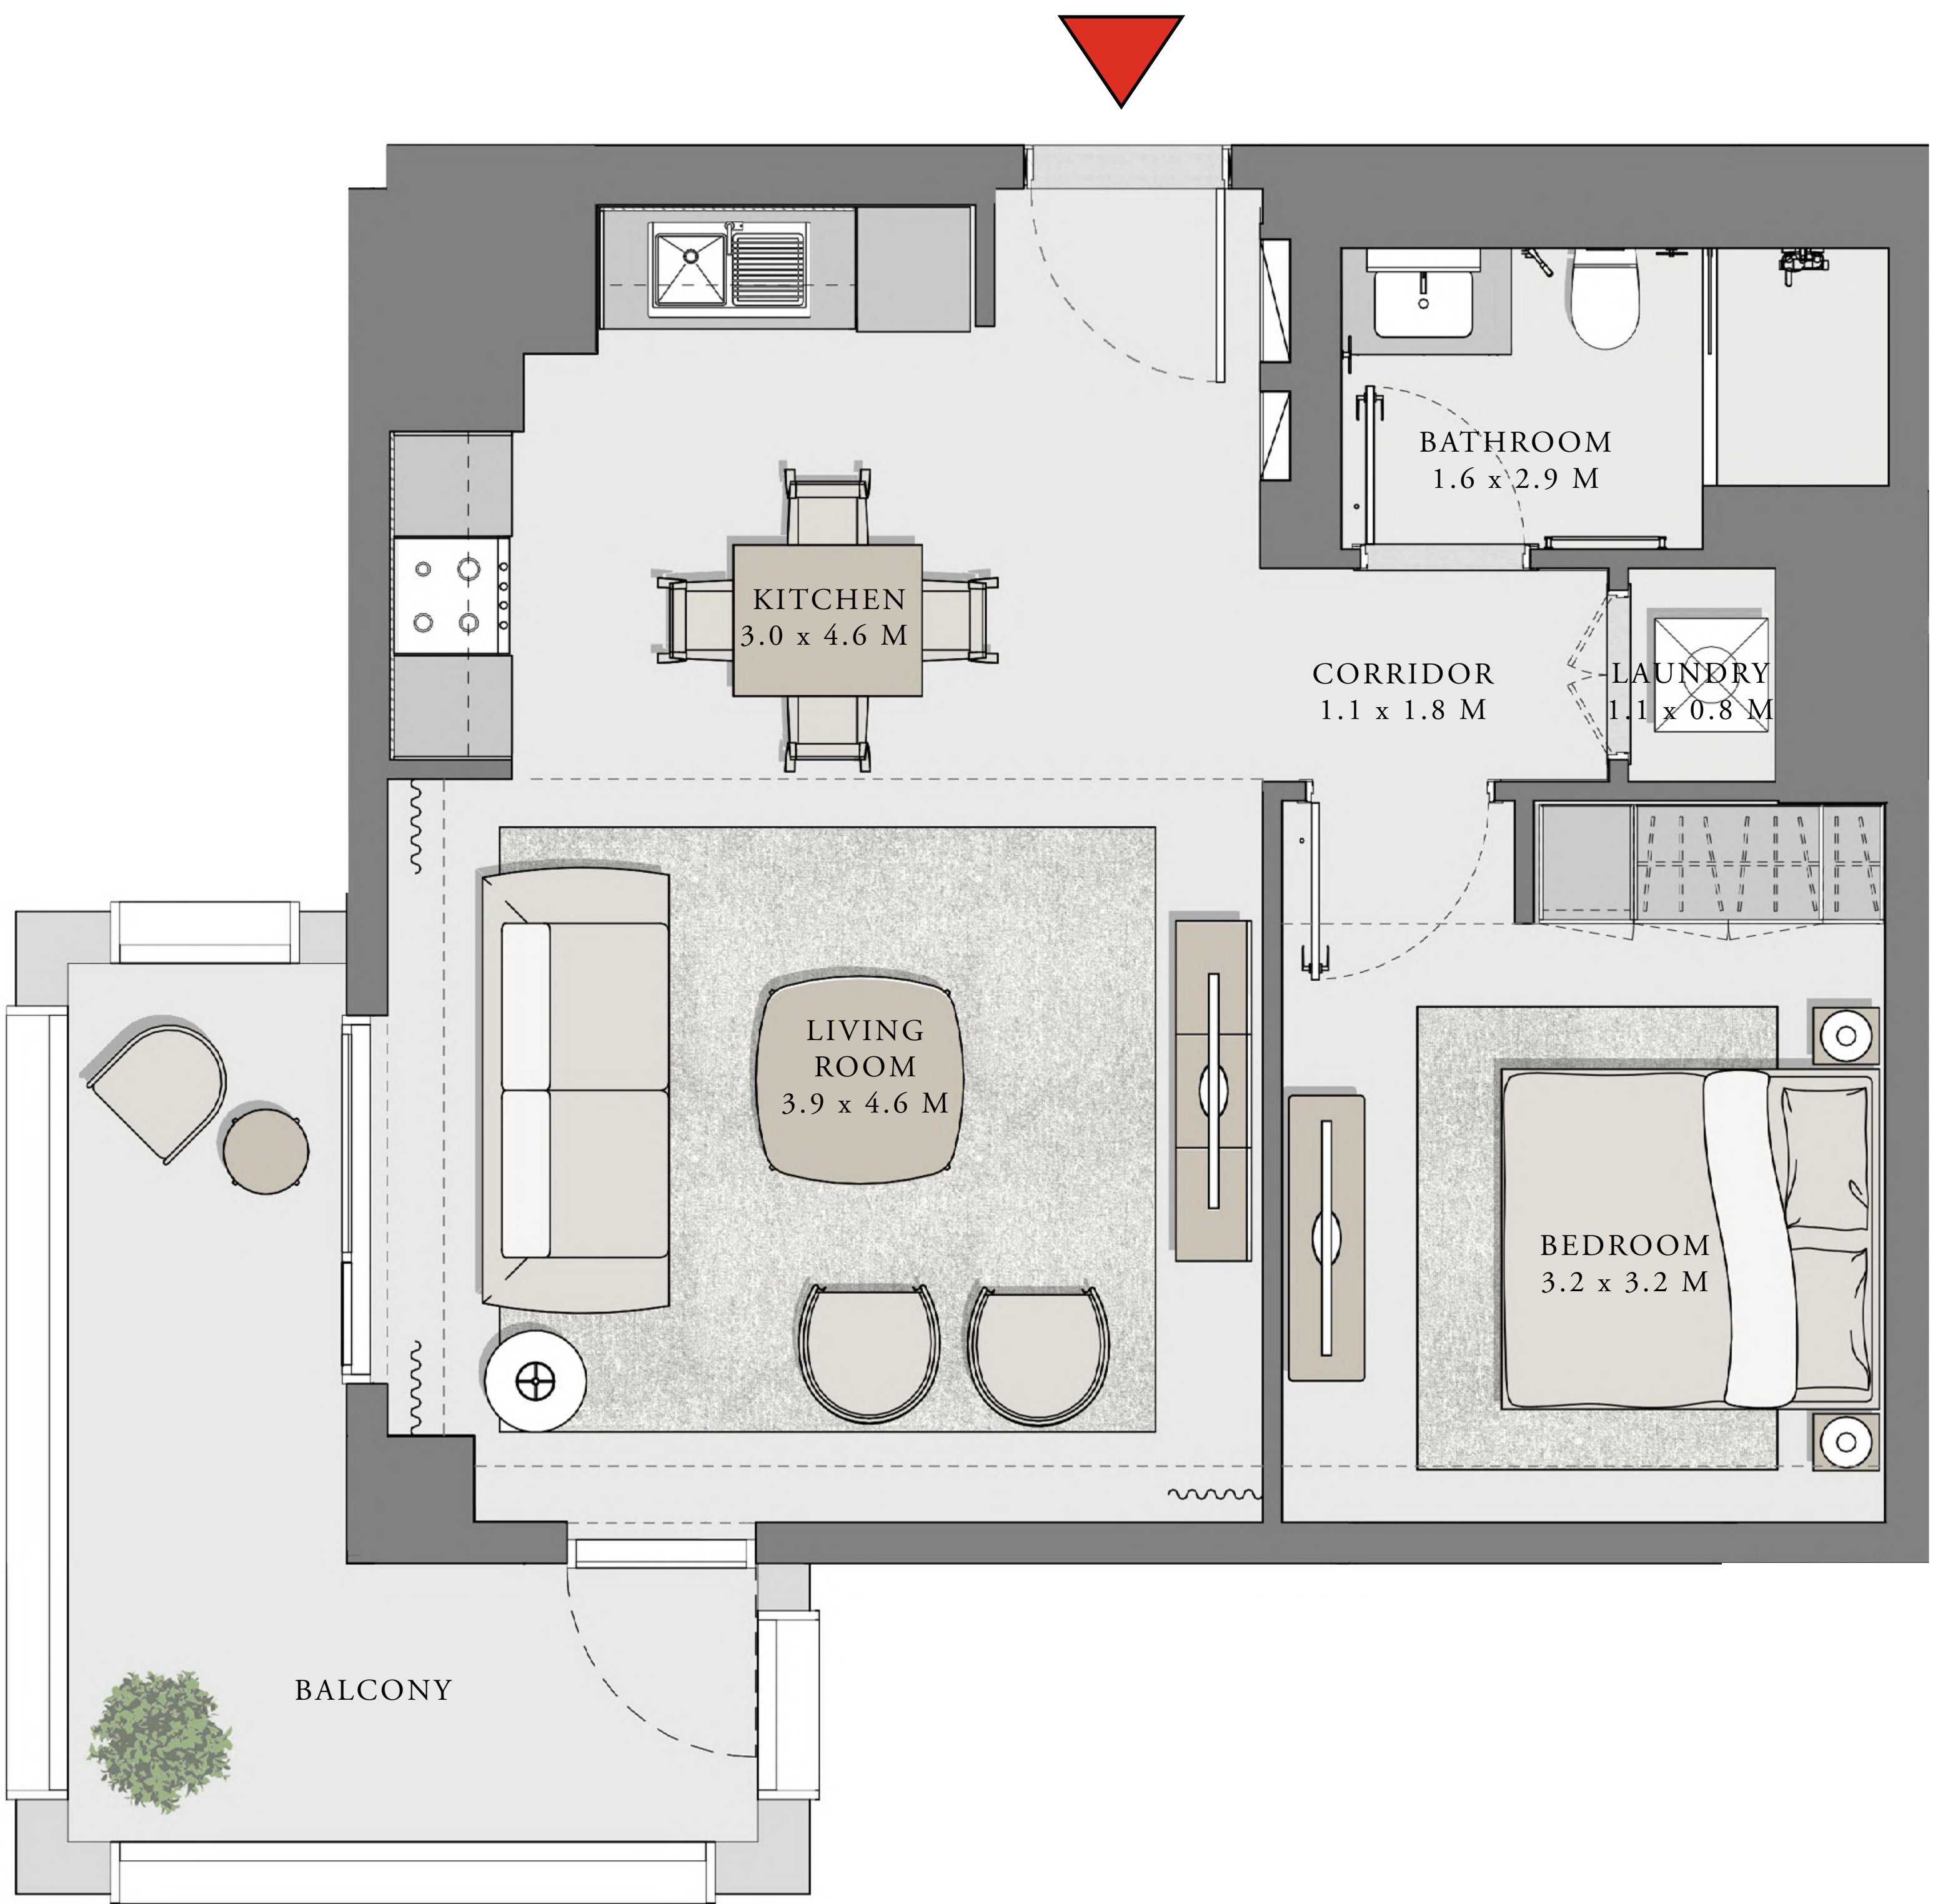 BATHROOM
1.6 x 2.9 M
KITCHEN
3.0 x 4.6 M
CORRIDOR
1.1 x 1.8 M
LAUNDRY
1.1 x 0.8 M
LIVING
ROOM
3.9 x 4.6 M
BEDROOM
3.2 x 3.2 M
BALCONY